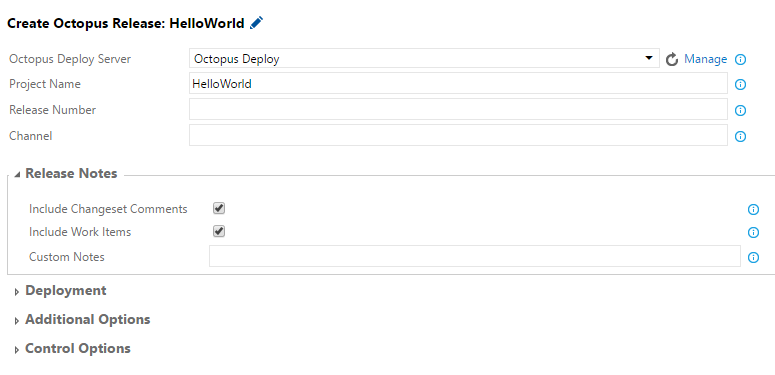 Create Octopus Release: HelloWorld
Octopus Deploy Server Octopus Deploy Manage
Project Name HelloWorld
Release Number
Channel
Release Notes
Include Changeset Comments
Include Work Items
Custom Notes
Deployment
Additional Options
Control Options